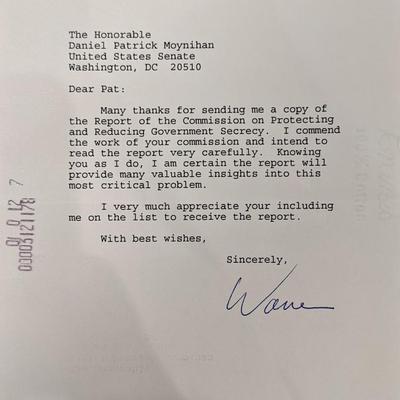 The Honorable
Daniel Patrick Moynihan
United States Senate
Washington, DC  20510
Dear Pat:
Many thanks for sending me a copy of
the Report of the Commission on Protecting
and Reducing Government Secrecy.  I commend
the work of your commission and intend to
read the report very carefully.  Knowing
you as I do, I am certain the report will
provide many valuable insights into this
most critical problem.
I very much appreciate your including
me on the list to receive the report.
With best wishes,
Sincerely,